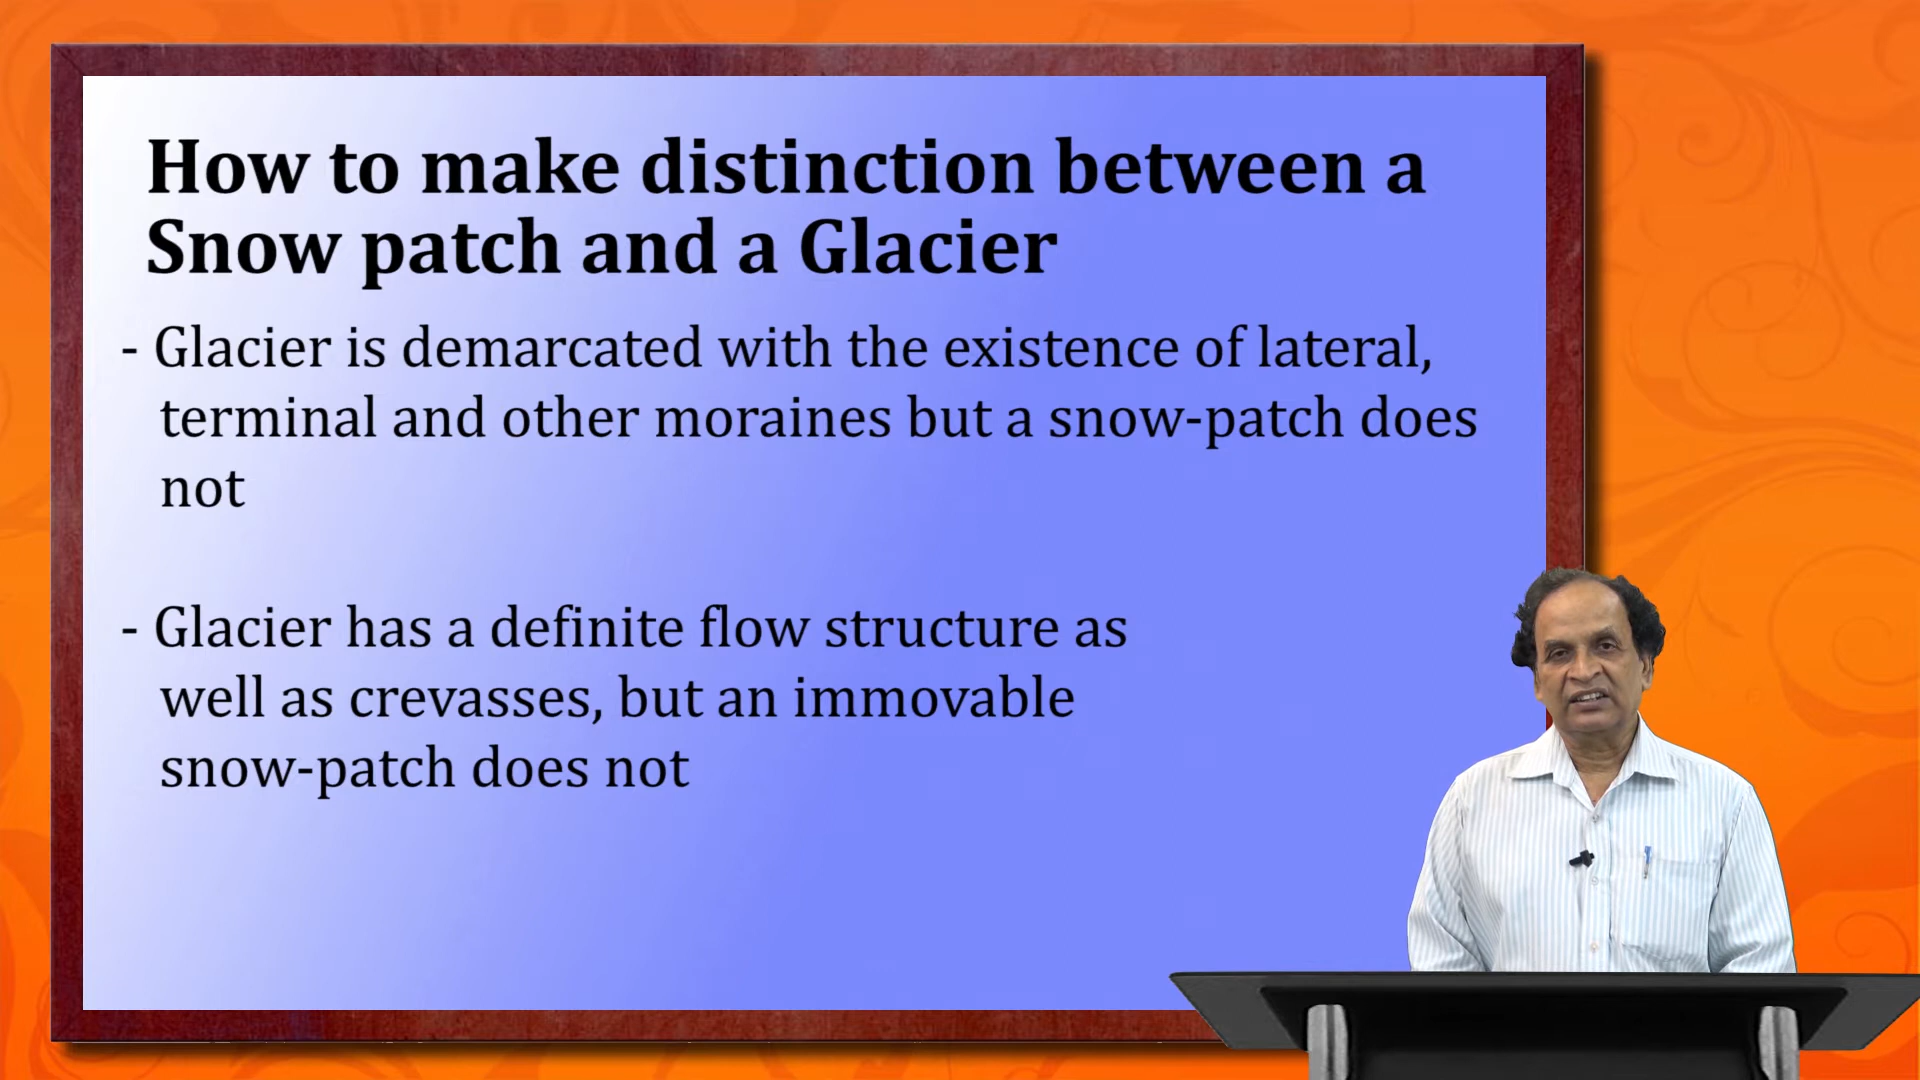 How to make distinction between a
Snow patch and a Glacier
- Glacier is demarcated with the existence of lateral,
terminal and other moraines but a snow-patch does
not
- Glacier has a definite flow structure as
well as crevasses, but an immovable
snow-patch does not